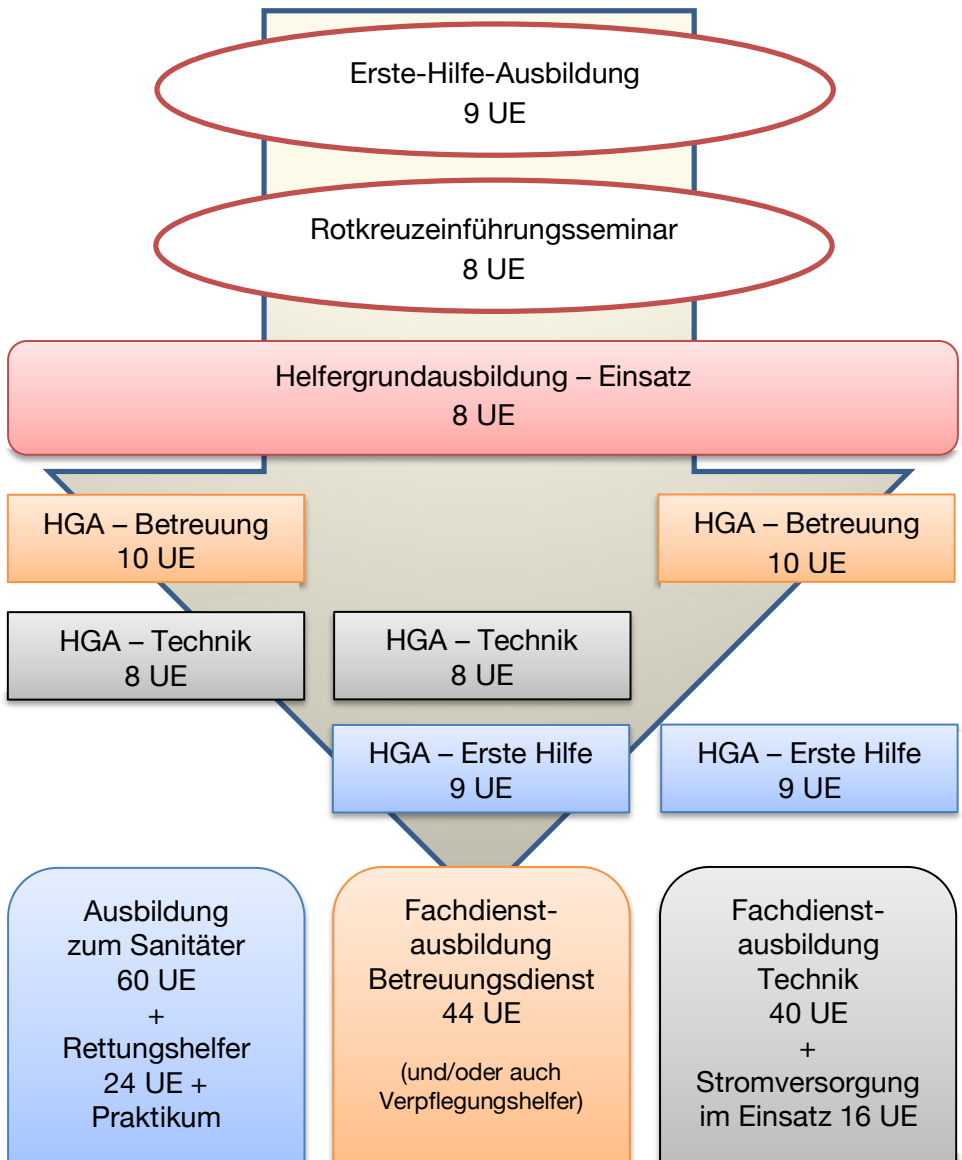 Erste-Hilfe-Ausbildung
9 UE
Rotkreuzeinführungsseminar
8 UE
Helfergrundausbildung – Einsatz
8 UE
HGA – Betreuung
10 UE
HGA – Betreuung
10 UE
HGA – Technik
8 UE
HGA – Technik
8 UE
HGA – Erste Hilfe
9 UE
HGA – Erste Hilfe
9 UE
Ausbildung
zum Sanitäter
60 UE
+
Rettungshelfer
24 UE +
Praktikum
Fachdienst-
ausbildung
Betreuungsdienst
44 UE
(und/oder auch
Verpflegungshelfer)
Fachdienst-
ausbildung
Technik
40 UE
+
Stromversorgung
im Einsatz 16 UE